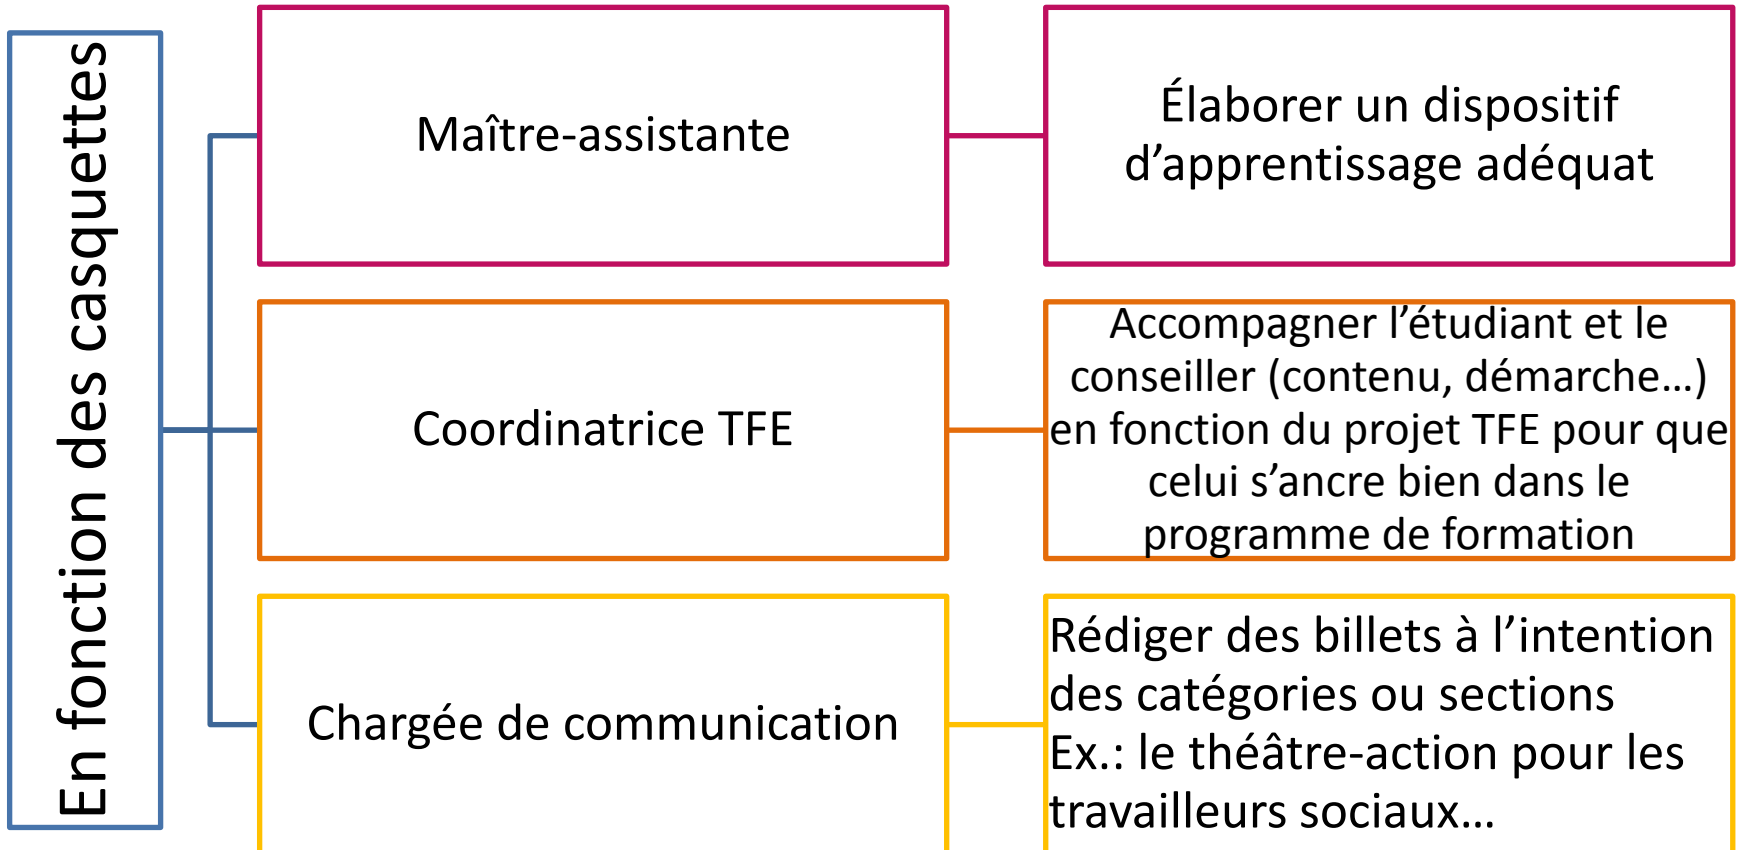 En fonction des casquettes
Maître-assistante
Élaborer un dispositif
d’apprentissage adéquat
Coordinatrice TFE
Accompagner l’étudiant et le
conseiller (contenu, démarche…)
en fonction du projet TFE pour que
celui s’ancre bien dans le
programme de formation
Chargée de communication
Rédiger des billets à l’intention
des catégories ou sections
Ex.: le théâtre-action pour les
travailleurs sociaux…